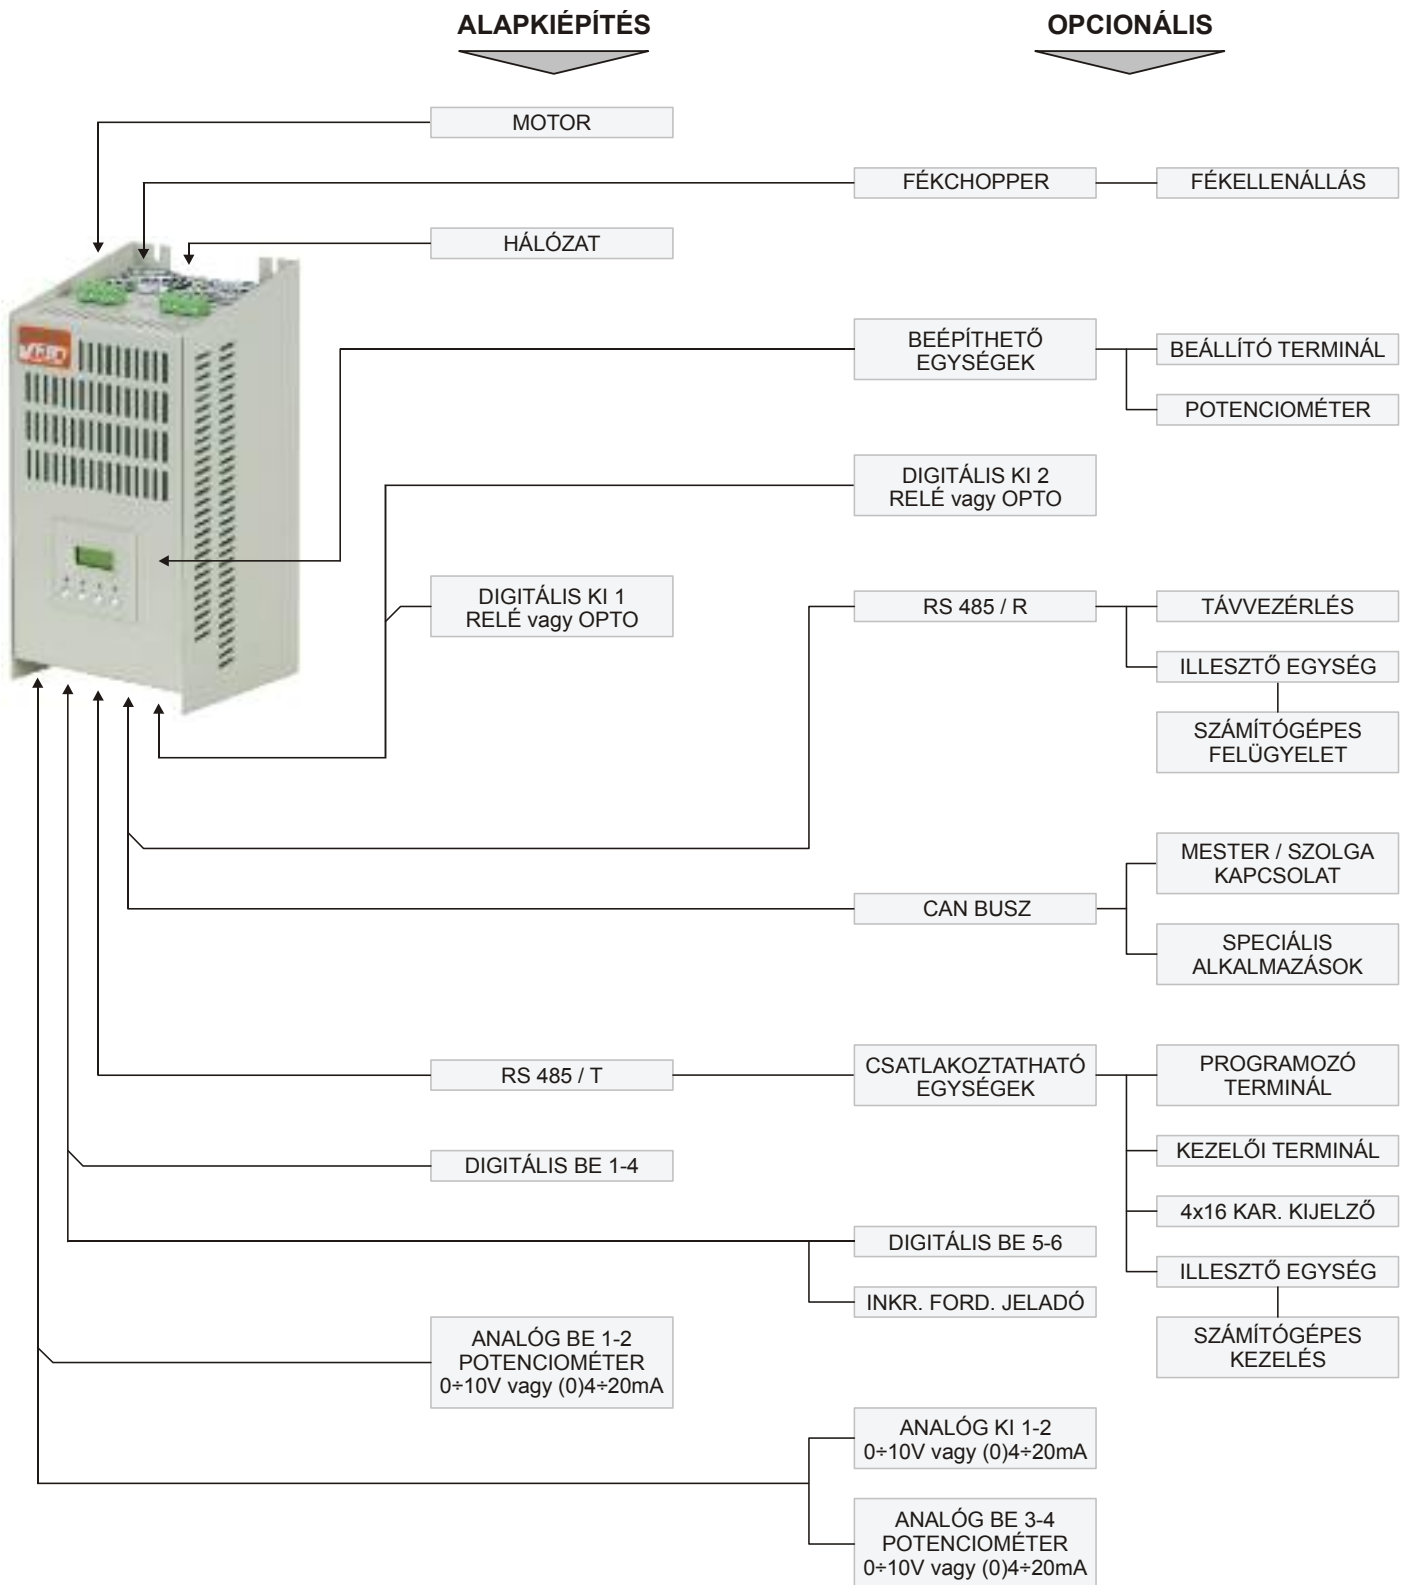 ALAPKIÉPÍTÉS
OPCIONÁLIS
MOTOR
FÉKCHOPPER
FÉKELLENÁLLÁS
HÁLÓZAT
BEÉPÍTHETŐ
EGYSÉGEK
BEÁLLÍTÓ TERMINÁL
POTENCIOMÉTER
DIGITÁLIS KI 2
RELÉ vagy OPTO
DIGITÁLIS KI 1
RELÉ vagy OPTO
RS 485 / R
TÁVVEZÉRLÉS
ILLESZTŐ EGYSÉG
SZÁMÍTÓGÉPES
FELÜGYELET
MESTER / SZOLGA
KAPCSOLAT
CAN BUSZ
SPECIÁLIS
ALKALMAZÁSOK
RS 485 / T
CSATLAKOZTATHATÓ
EGYSÉGEK
PROGRAMOZÓ
TERMINÁL
KEZELŐI TERMINÁL
DIGITÁLIS BE 1-4
4x16 KAR. KIJELZŐ
DIGITÁLIS BE 5-6
ILLESZTŐ EGYSÉG
INKR. FORD. JELADÓ
SZÁMÍTÓGÉPES
KEZELÉS
ANALÓG BE 1-2
POTENCIOMÉTER
0÷10V vagy (0)4÷20mA
ANALÓG KI 1-2
0÷10V vagy (0)4÷20mA
ANALÓG BE 3-4
POTENCIOMÉTER
0÷10V vagy (0)4÷20mA